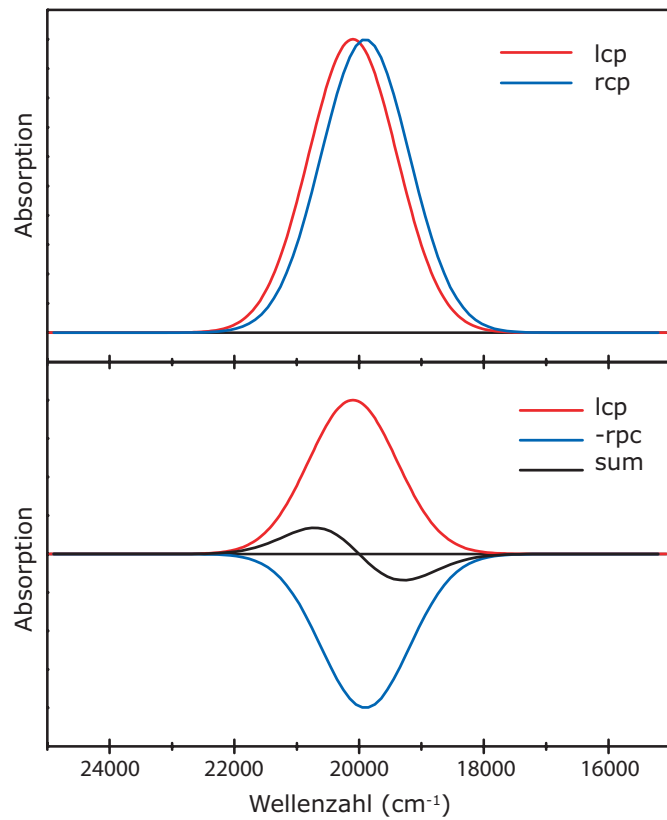 Absorption
lcp
rcp
Absorption
lcp
-rpc
sum
24000 22000 20000 18000 16000
Wellenzahl (cm-1)